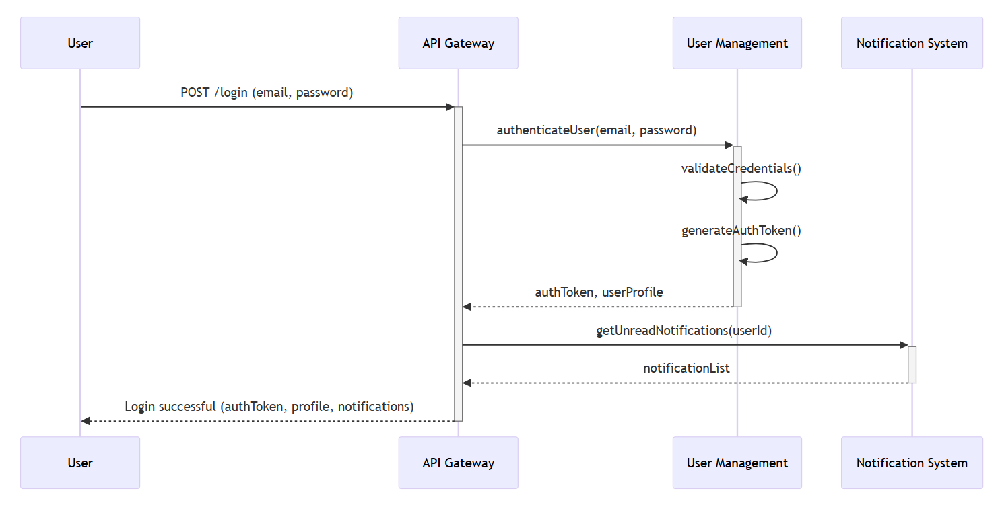 User
API Gateway
User Management
Notification System
POST /login (email, password)
authenticateUser(email, password)
validateCredentials()
generateAuthToken()
authToken, userProfile
getUnreadNotifications(userId)
notificationList
Login successful (authToken, profile, notifications)
User
API Gateway
User Management
Notification System